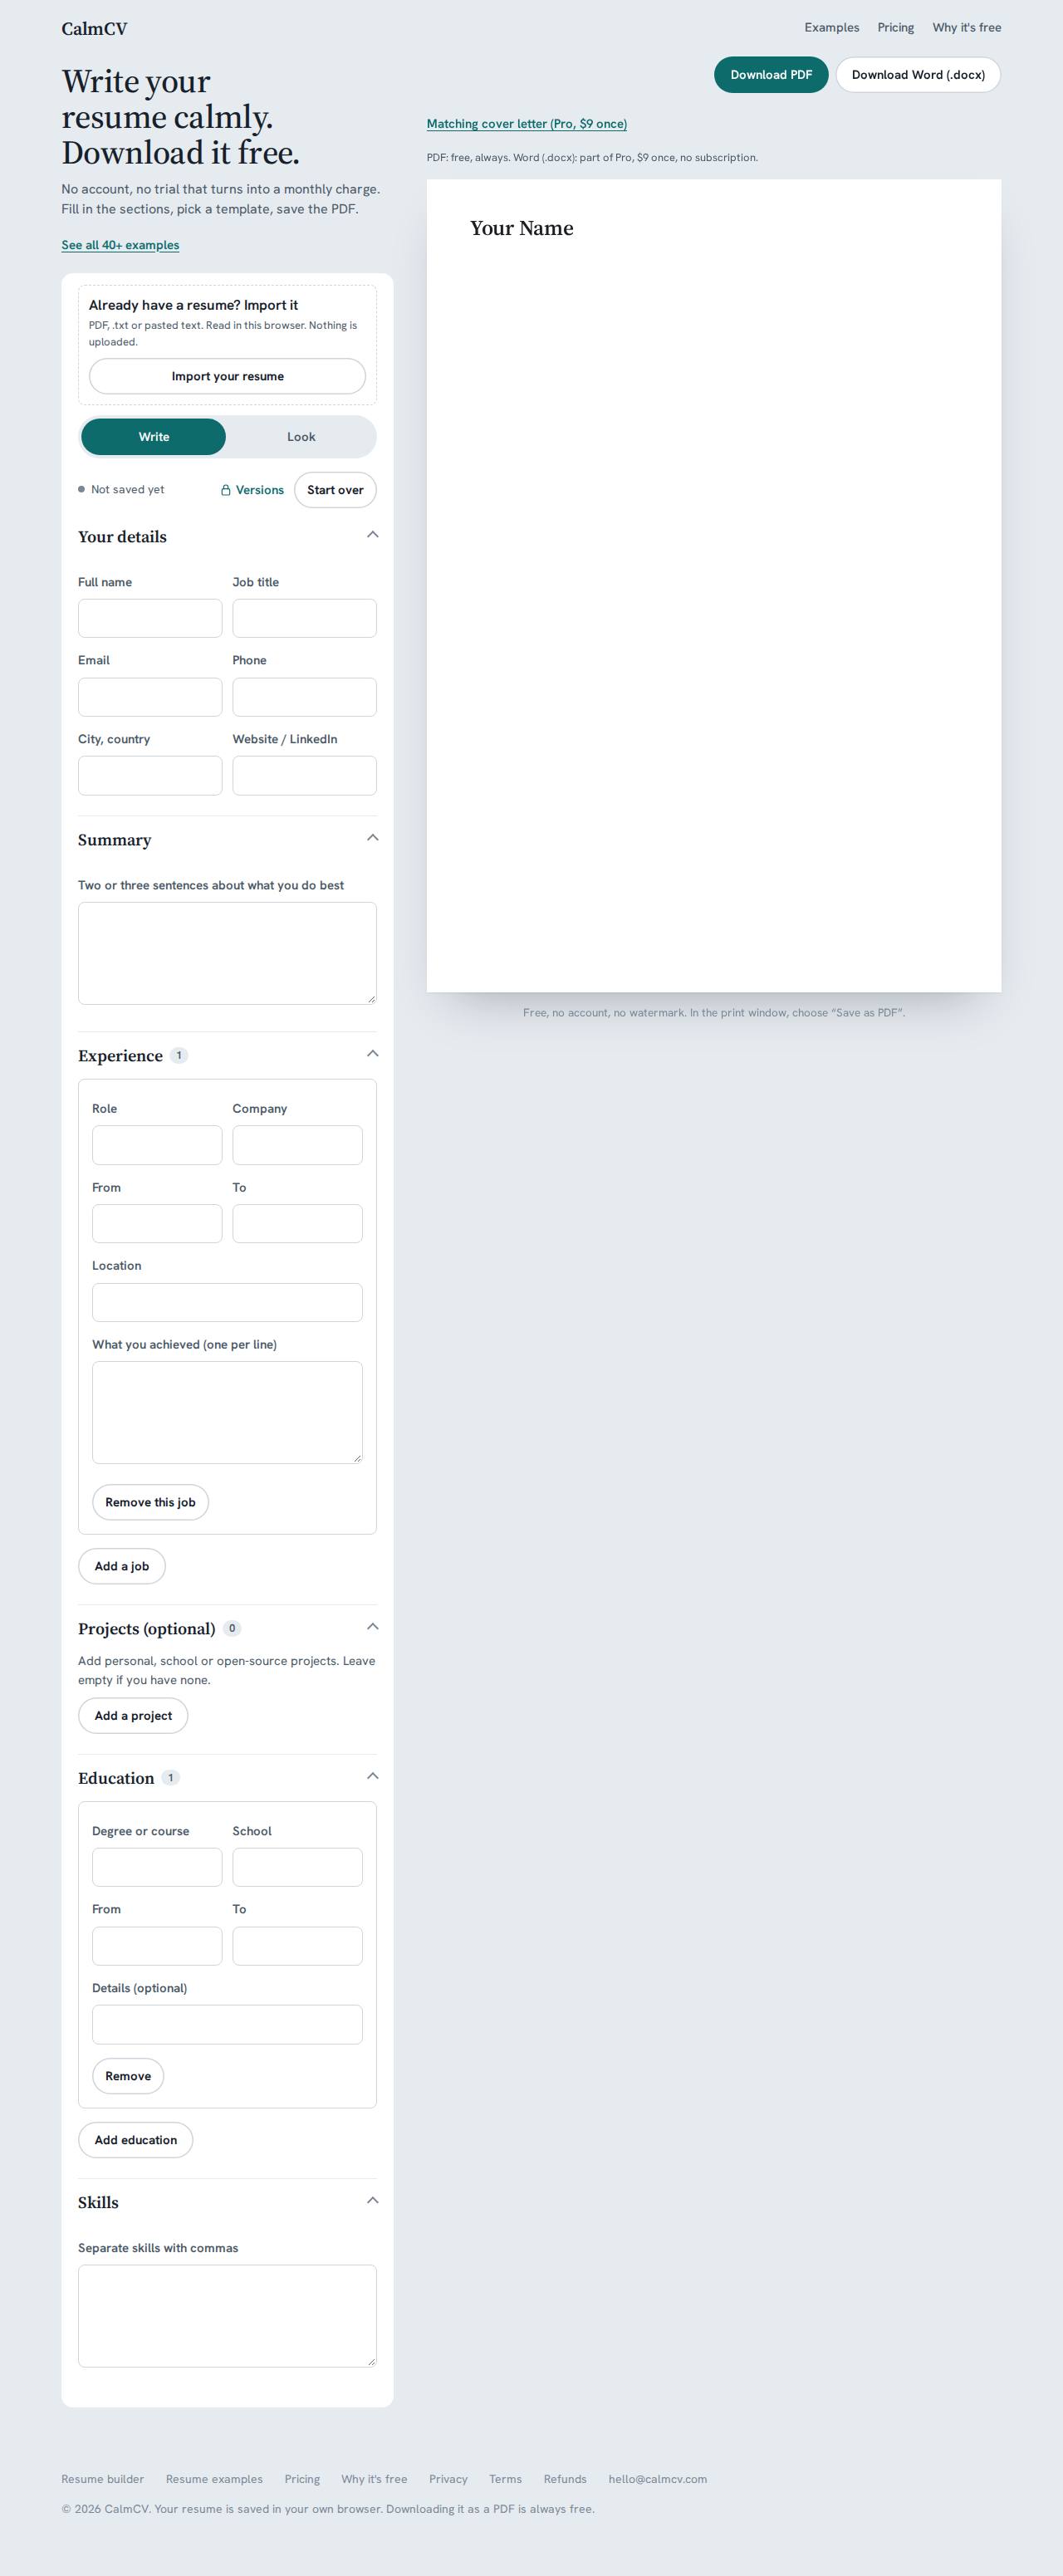 CalmCV
Examples Pricing Why it's free
Write your
resume calmly.
Download it free.
No account, no trial that turns into a monthly charge.
Fill in the sections, pick a template, save the PDF.
See all 40+ examples
Already have a resume? Import it
PDF, .txt or pasted text. Read in this browser. Nothing is
uploaded.
Import your resume
Write Look
Not saved yet Versions Start over
Your details
Full name Job title
Email Phone
City, country Website / LinkedIn
Summary
Two or three sentences about what you do best
Experience 1
Role Company
From To
Location
What you achieved (one per line)
Remove this job
Add a job
Projects (optional) 0
Add personal, school or open-source projects. Leave
empty if you have none.
Add a project
Education 1
Degree or course School
From To
Details (optional)
Remove
Add education
Skills
Separate skills with commas
Download PDF Download Word (.docx)
Matching cover letter (Pro, $9 once)
PDF: free, always. Word (.docx): part of Pro, $9 once, no subscription.
Your Name
Free, no account, no watermark. In the print window, choose “Save as PDF”.
Resume builder Resume examples Pricing Why it's free Privacy Terms Refunds hello@calmcv.com
© 2026 CalmCV. Your resume is saved in your own browser. Downloading it as a PDF is always free.